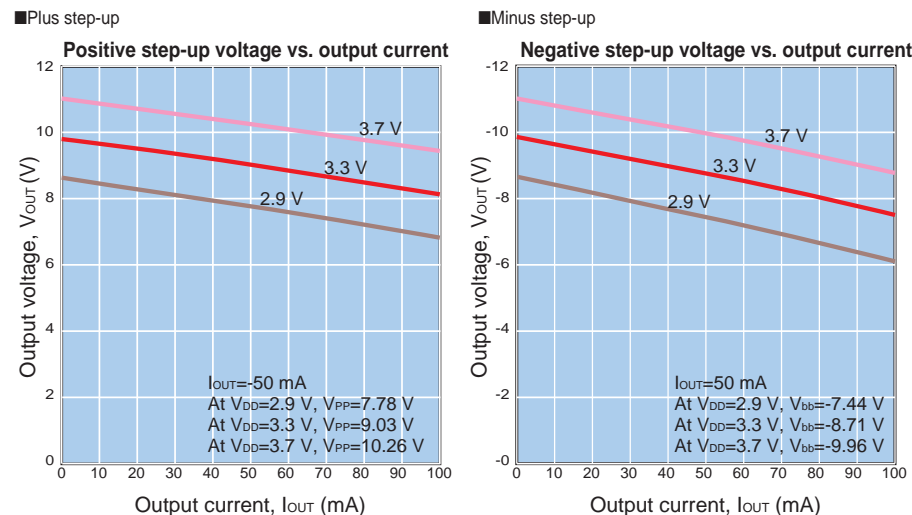 ■Plus step-up
Positive step-up voltage vs. output current
Output voltage, VOUT (V)
12
10
8
6
4
2
0
3.7 V
3.3 V
2.9 V
IOUT=-50 mA
At VDD=2.9 V, VPP=7.78 V
At VDD=3.3 V, VPP=9.03 V
At VDD=3.7 V, VPP=10.26 V
0 10 20 30 40 50 60 70 80 90 100
Output current, IOUT (mA)
■Minus step-up
Negative step-up voltage vs. output current
Output voltage, VOUT (V)
-12
-10
-8
-6
-4
-2
-0
3.7 V
3.3 V
2.9 V
IOUT=50 mA
At VDD=2.9 V, Vbb=-7.44 V
At VDD=3.3 V, Vbb=-8.71 V
At VDD=3.7 V, Vbb=-9.96 V
0 10 20 30 40 50 60 70 80 90 100
Output current, IOUT (mA)